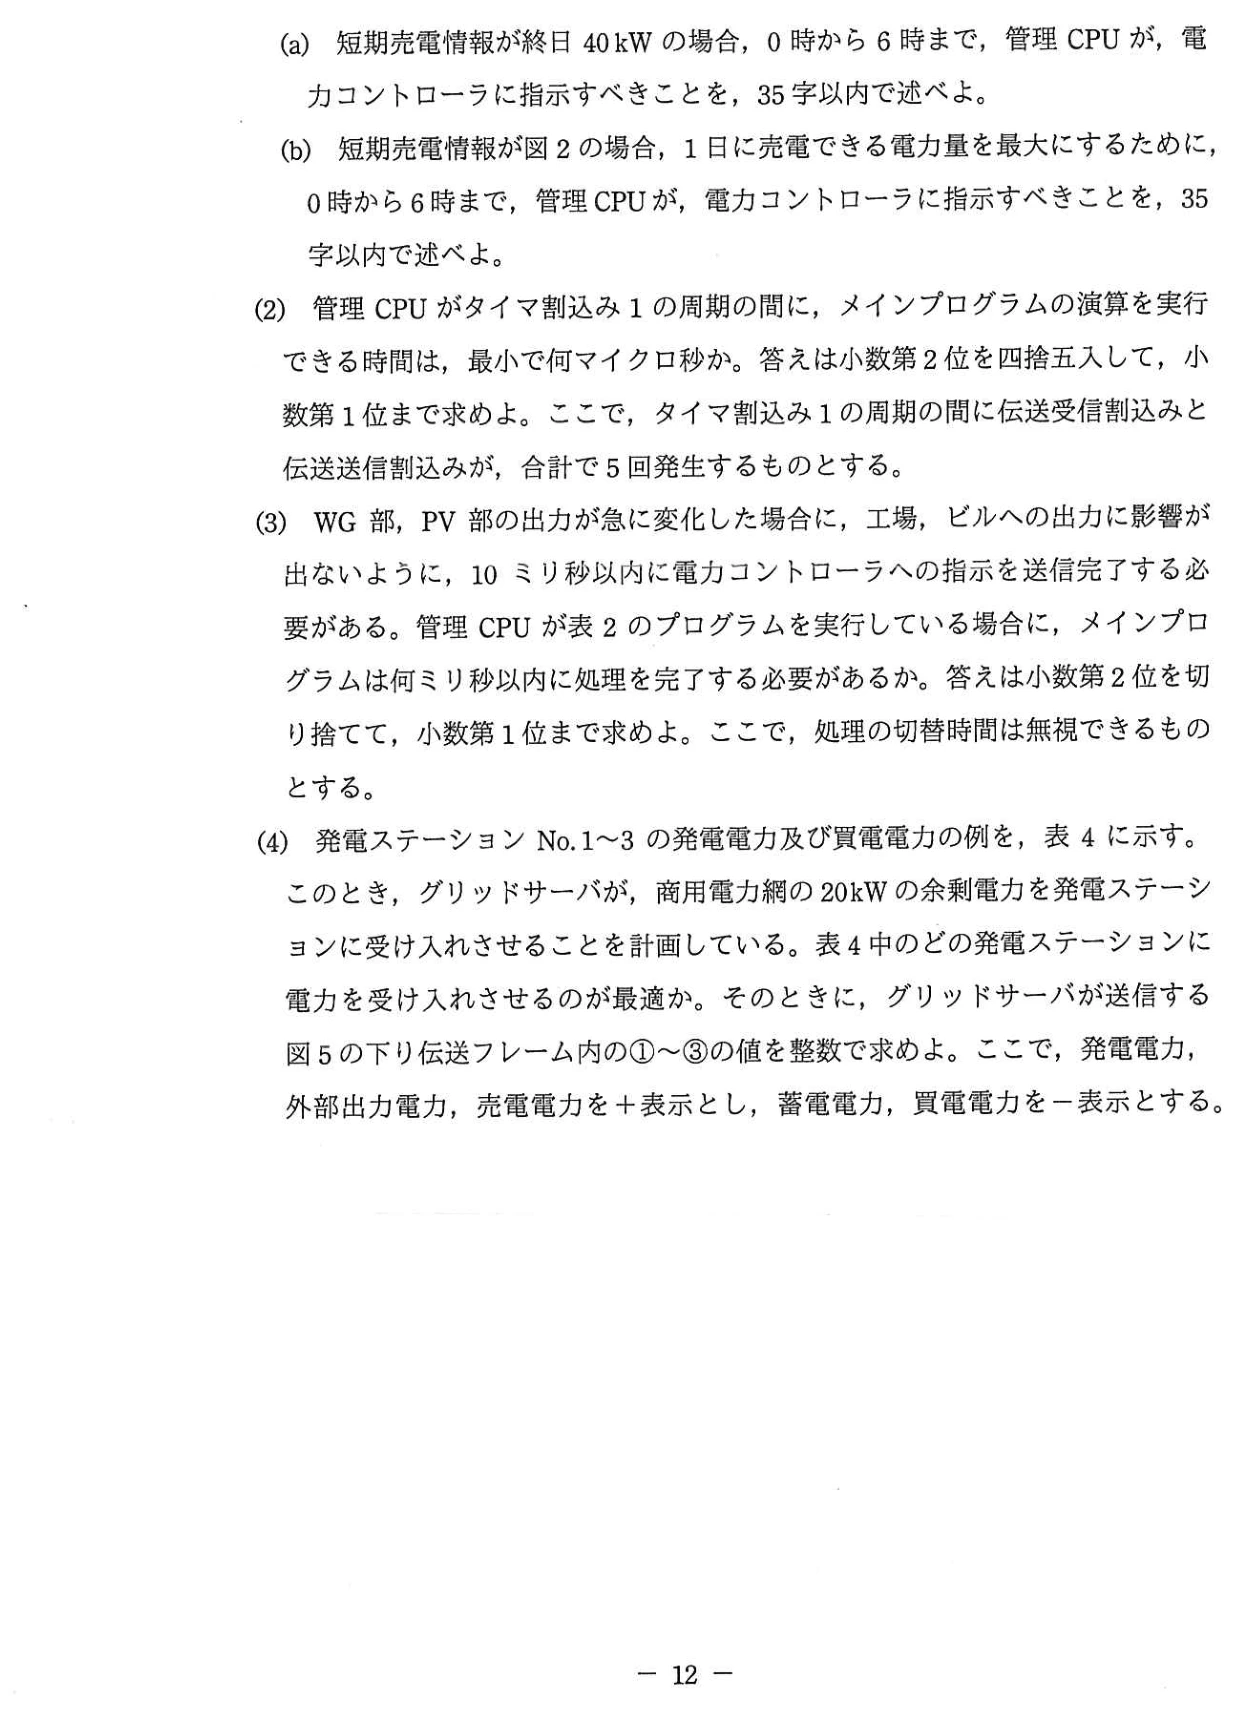 (a) 短期売電情報が終日 40 kW の場合，0 時から 6 時まで，管理 CPU が，電
力コントローラに指示すべきことを，35 字以内で述べよ。
(b) 短期売電情報が図 2 の場合，1 日に売電できる電力量を最大にするために，
0 時から 6 時まで，管理 CPU が，電力コントローラに指示すべきことを，35
字以内で述べよ。
(2) 管理 CPU がタイマ割込み 1 の周期の間に，メインプログラムの演算を実行
できる時間は，最小で何マイクロ秒か。答えは小数第 2 位を四捨五入して，小
数第 1 位まで求めよ。ここで，タイマ割込み 1 の周期の間に伝送受信割込みと
伝送送信割込みが，合計で 5 回発生するものとする。
(3) WG 部，PV 部の出力が急に変化した場合に，工場，ビルへの出力に影響が
出ないように，10 ミリ秒以内に電力コントローラへの指示を送信完了する必
要がある。管理 CPU が表 2 のプログラムを実行している場合に，メインプロ
グラムは何ミリ秒以内に処理を完了する必要があるか。答えは小数第 2 位を切
り捨てて，小数第 1 位まで求めよ。ここで，処理の切替時間は無視できるもの
とする。
(4) 発電ステーション No.1〜3 の発電電力及び買電電力の例を，表 4 に示す。
このとき，グリッドサーバが，商用電力網の 20kW の余剰電力を発電ステーシ
ョンに受け入れさせることを計画している。表 4 中のどの発電ステーションに
電力を受け入れさせるのが最適か。そのときに，グリッドサーバが送信する
図 5 の下り伝送フレーム内の①〜③の値を整数で求めよ。ここで，発電電力，
外部出力電力，売電電力を＋表示とし，蓄電電力，買電電力を－表示とする。
－ 12 －